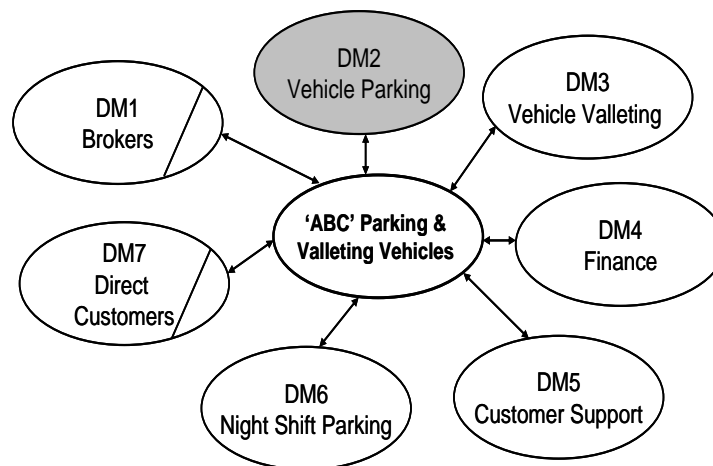 DM2
Vehicle Parking
DM3
Vehicle Valleting
DM1
Brokers
‘ABC’ Parking &
Valleting Vehicles
DM4
Finance
DM7
Direct
Customers
DM5
Customer Support
DM6
Night Shift Parking